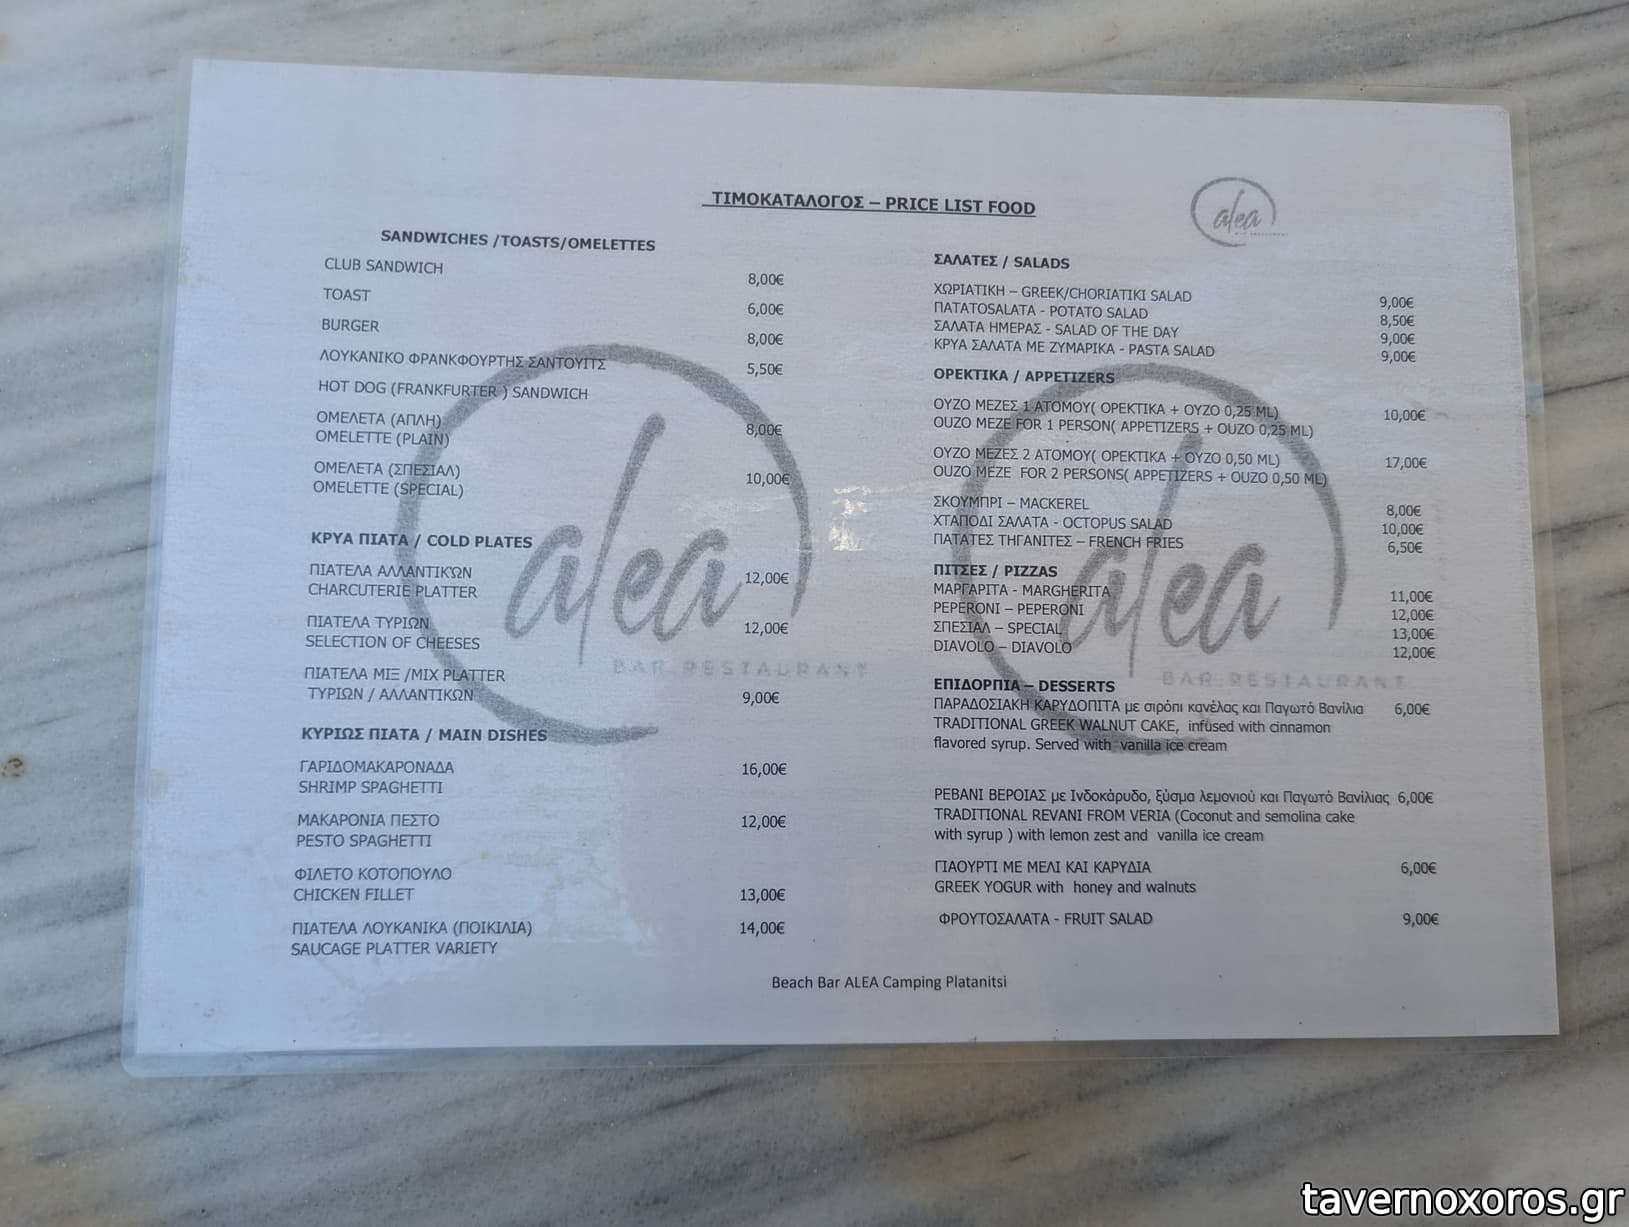 ΤΙΜΟΚΑΤΑΛΟΓΟΣ – PRICE LIST FOOD
alea
SANDWICHES /TOASTS/OMELETTES
CLUB SANDWICH 8,00€
TOAST 6,00€
BURGER 8,00€
ΛΟΥΚΑΝΙΚΟ ΦΡΑΝΚΦΟΥΡΤΗΣ ΣΑΝΤΟΥΙΤΣ 5,50€
HOT DOG (FRANKFURTER ) SANDWICH
ΟΜΕΛΕΤΑ (ΑΠΛΗ) 8,00€
OMELETTE (PLAIN)
ΟΜΕΛΕΤΑ (ΣΠΕΣΙΑΛ) 10,00€
OMELETTE (SPECIAL)
ΚΡΥΑ ΠΙΑΤΑ / COLD PLATES
ΠΙΑΤΕΛΑ ΑΛΛΑΝΤΙΚΏΝ 12,00€
CHARCUTERIE PLATTER
ΠΙΑΤΕΛΑ ΤΥΡΙΩΝ 12,00€
SELECTION OF CHEESES
ΠΙΑΤΕΛΑ ΜΙΞ /MIX PLATTER
ΤΥΡΙΩΝ / ΑΛΛΑΝΤΙΚΩΝ 9,00€
ΚΥΡΙΩΣ ΠΙΑΤΑ / MAIN DISHES
ΓΑΡΙΔΟΜΑΚΑΡΟΝΑΔΑ 16,00€
SHRIMP SPAGHETTI
ΜΑΚΑΡΟΝΙΑ ΠΕΣΤΟ 12,00€
PESTO SPAGHETTI
ΦΙΛΕΤΟ ΚΟΤΟΠΟΥΛΟ
CHICKEN FILLET 13,00€
ΠΙΑΤΕΛΑ ΛΟΥΚΑΝΙΚΑ (ΠΟΙΚΙΛΙΑ) 14,00€
SAUCAGE PLATTER VARIETY
ΣΑΛΑΤΕΣ / SALADS
ΧΩΡΙΑΤΙΚΗ – GREEK/CHORIATIKI SALAD 9,00€
ΠΑΤΑΤΟSALATA - POTATO SALAD 8,50€
ΣΑΛΑΤΑ ΗΜΕΡΑΣ - SALAD OF THE DAY 9,00€
ΚΡΥΑ ΣΑΛΑΤΑ ΜΕ ΖΥΜΑΡΙΚΑ - PASTA SALAD 9,00€
ΟΡΕΚΤΙΚΑ / APPETIZERS
ΟΥΖΟ ΜΕΖΕΣ 1 ΑΤΟΜΟΥ( ΟΡΕΚΤΙΚΑ + ΟΥΖΟ 0,25 ML) 10,00€
OUZO MEZE FOR 1 PERSON( APPETIZERS + OUZO 0,25 ML)
ΟΥΖΟ ΜΕΖΕΣ 2 ΑΤΟΜΟΥ( ΟΡΕΚΤΙΚΑ + ΟΥΖΟ 0,50 ML) 17,00€
OUZO MEZE FOR 2 PERSONS( APPETIZERS + OUZO 0,50 ML)
ΣΚΟΥΜΠΡΙ – MACKEREL 8,00€
ΧΤΑΠΟΔΙ ΣΑΛΑΤΑ - OCTOPUS SALAD 10,00€
ΠΑΤΑΤΕΣ ΤΗΓΑΝΙΤΕΣ – FRENCH FRIES 6,50€
ΠΙΤΣΕΣ / PIZZAS
ΜΑΡΓΑΡΙΤΑ - MARGHERITA 11,00€
PEPERONI – PEPERONI 12,00€
ΣΠΕΣΙΑΛ – SPECIAL 13,00€
DIAVOLO – DIAVOLO 12,00€
ΕΠΙΔΟΡΠΙΑ – DESSERTS
ΠΑΡΑΔΟΣΙΑΚΗ ΚΑΡΥΔΟΠΙΤΑ με σιρόπι κανέλας και Παγωτό Βανίλια 6,00€
TRADITIONAL GREEK WALNUT CAKE, infused with cinnamon
flavored syrup. Served with vanilla ice cream
ΡΕΒΑΝΙ ΒΕΡΟΙΑΣ με Ινδοκάρυδο, ξύσμα λεμονιού και Παγωτό Βανίλιας 6,00€
TRADITIONAL REVANI FROM VERIA (Coconut and semolina cake
with syrup ) with lemon zest and vanilla ice cream
ΓΙΑΟΥΡΤΙ ΜΕ ΜΕΛΙ ΚΑΙ ΚΑΡΥΔΙΑ 6,00€
GREEK YOGUR with honey and walnuts
ΦΡΟΥΤΟΣΑΛΑΤΑ - FRUIT SALAD 9,00€
alea
BAR RESTAURANT
alea
BAR RESTAURANT
Beach Bar ALEA Camping Platanitsi
tavernoxoros.gr